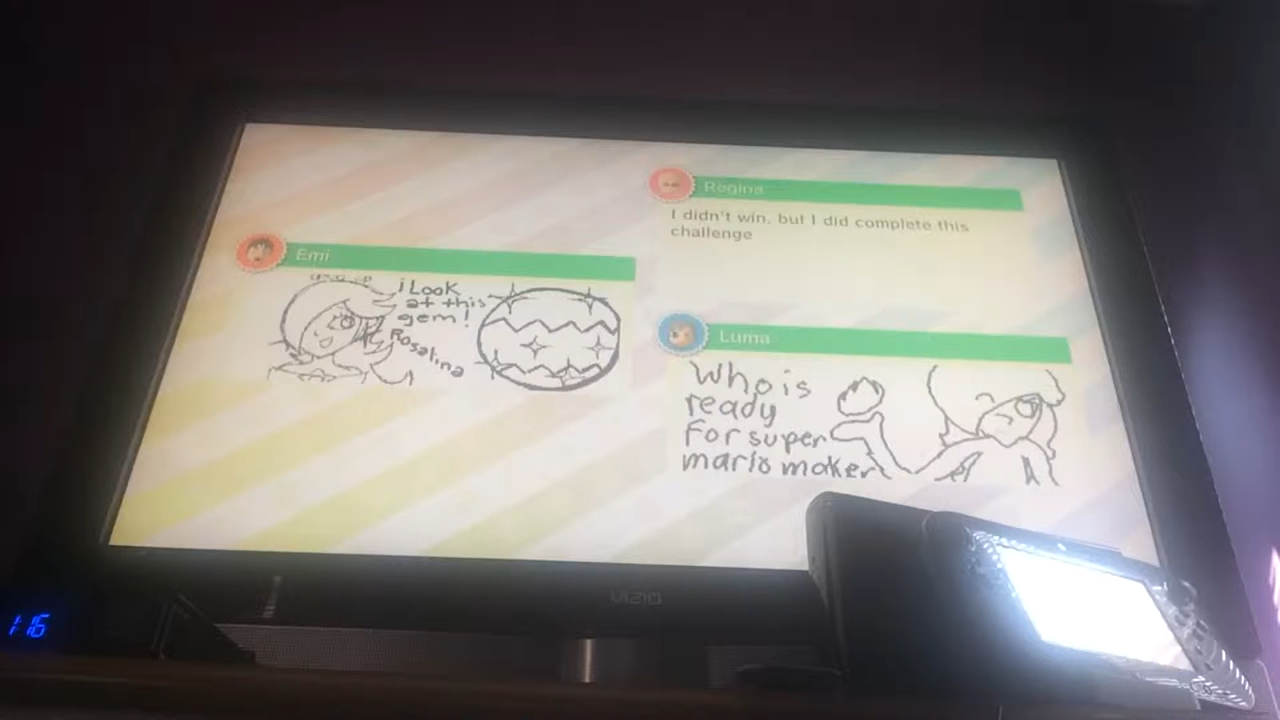 Regina
I didn't win, but I did complete this
challenge
Emi
¡Look
at this
gem!
Rosalina
Luma
Who is
ready
for super
mario maker
VIZIO
1:16